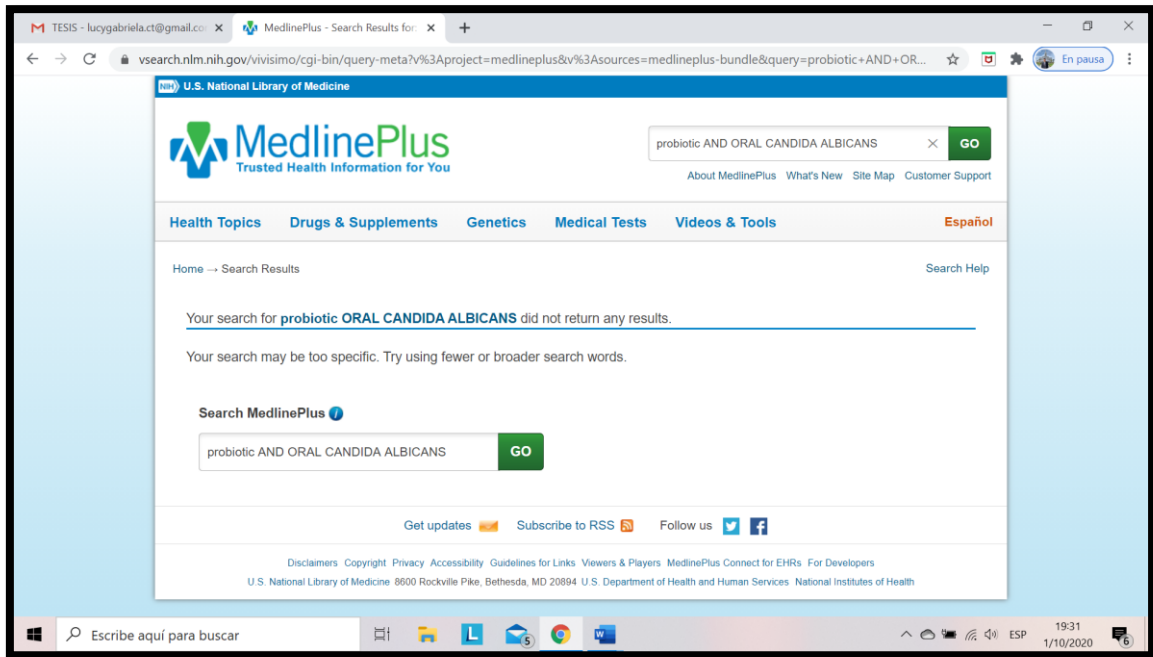 TESIS - lucygabriela.ct@gmail.co
MedlinePlus - Search Results for:
vsearch.nlm.nih.gov/vivisimo/cgi-bin/query-meta?v%3Aproject=medlineplus&v%3Asources=medlineplus-bundle&query=probiotic+AND+OR...
En pausa
NIH U.S. National Library of Medicine
MedlinePlus
Trusted Health Information for You
probiotic AND ORAL CANDIDA ALBICANS GO
About MedlinePlus What's New Site Map Customer Support
Health Topics Drugs & Supplements Genetics Medical Tests Videos & Tools Español
Home → Search Results Search Help
Your search for probiotic ORAL CANDIDA ALBICANS did not return any results.
Your search may be too specific. Try using fewer or broader search words.
Search MedlinePlus
probiotic AND ORAL CANDIDA ALBICANS GO
Get updates Subscribe to RSS Follow us
Disclaimers Copyright Privacy Accessibility Guidelines for Links Viewers & Players MedlinePlus Connect for EHRs For Developers
U.S. National Library of Medicine 8600 Rockville Pike, Bethesda, MD 20894 U.S. Department of Health and Human Services National Institutes of Health
Escribe aquí para buscar
L
5
ESP
19:31
1/10/2020
6